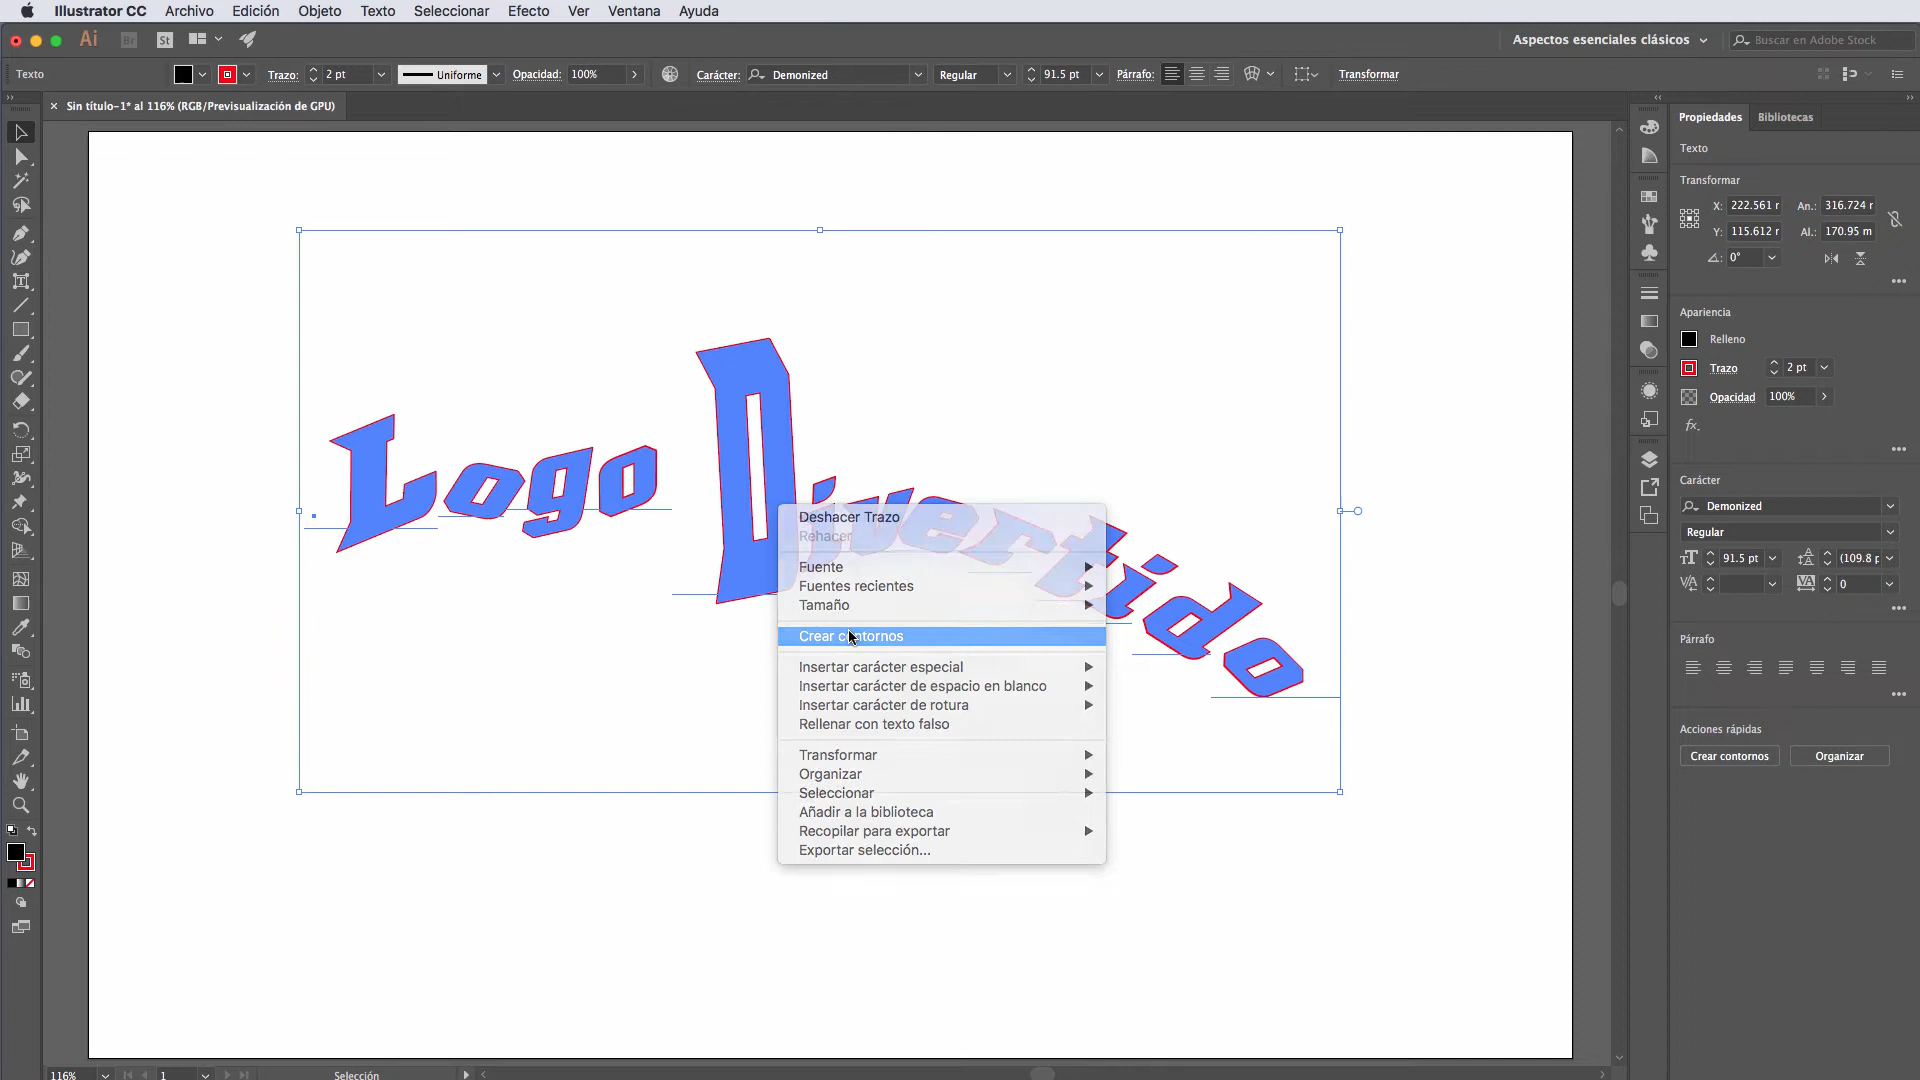 Illustrator CC Archivo Edición Objeto Texto Seleccionar Efecto Ver Ventana Ayuda
Ai Br St Aspectos esenciales clásicos Buscar en Adobe Stock
Texto Trazo: 2 pt Uniforme Opacidad: 100% Carácter: Demonized Regular 91.5 pt Párrafo: Transformar
Sin título-1* al 116% (RGB/Previsualización de GPU)
Propiedades Bibliotecas
Texto
Transformar
X: 222.561 r An.: 316.724 r
Y: 115.612 r Al.: 170.95 m
0°
Apariencia
Relleno
Trazo 2 pt
Opacidad 100%
fx.
Carácter
Demonized
Regular
91.5 pt (109.8 p
0
Párrafo
Acciones rápidas
Crear contornos Organizar
Logo Divertido
Deshacer Trazo
Rehacer
Fuente
Fuentes recientes
Tamaño
Crear contornos
Insertar carácter especial
Insertar carácter de espacio en blanco
Insertar carácter de rotura
Rellenar con texto falso
Transformar
Organizar
Seleccionar
Añadir a la biblioteca
Recopilar para exportar
Exportar selección...
116% 1 Selección